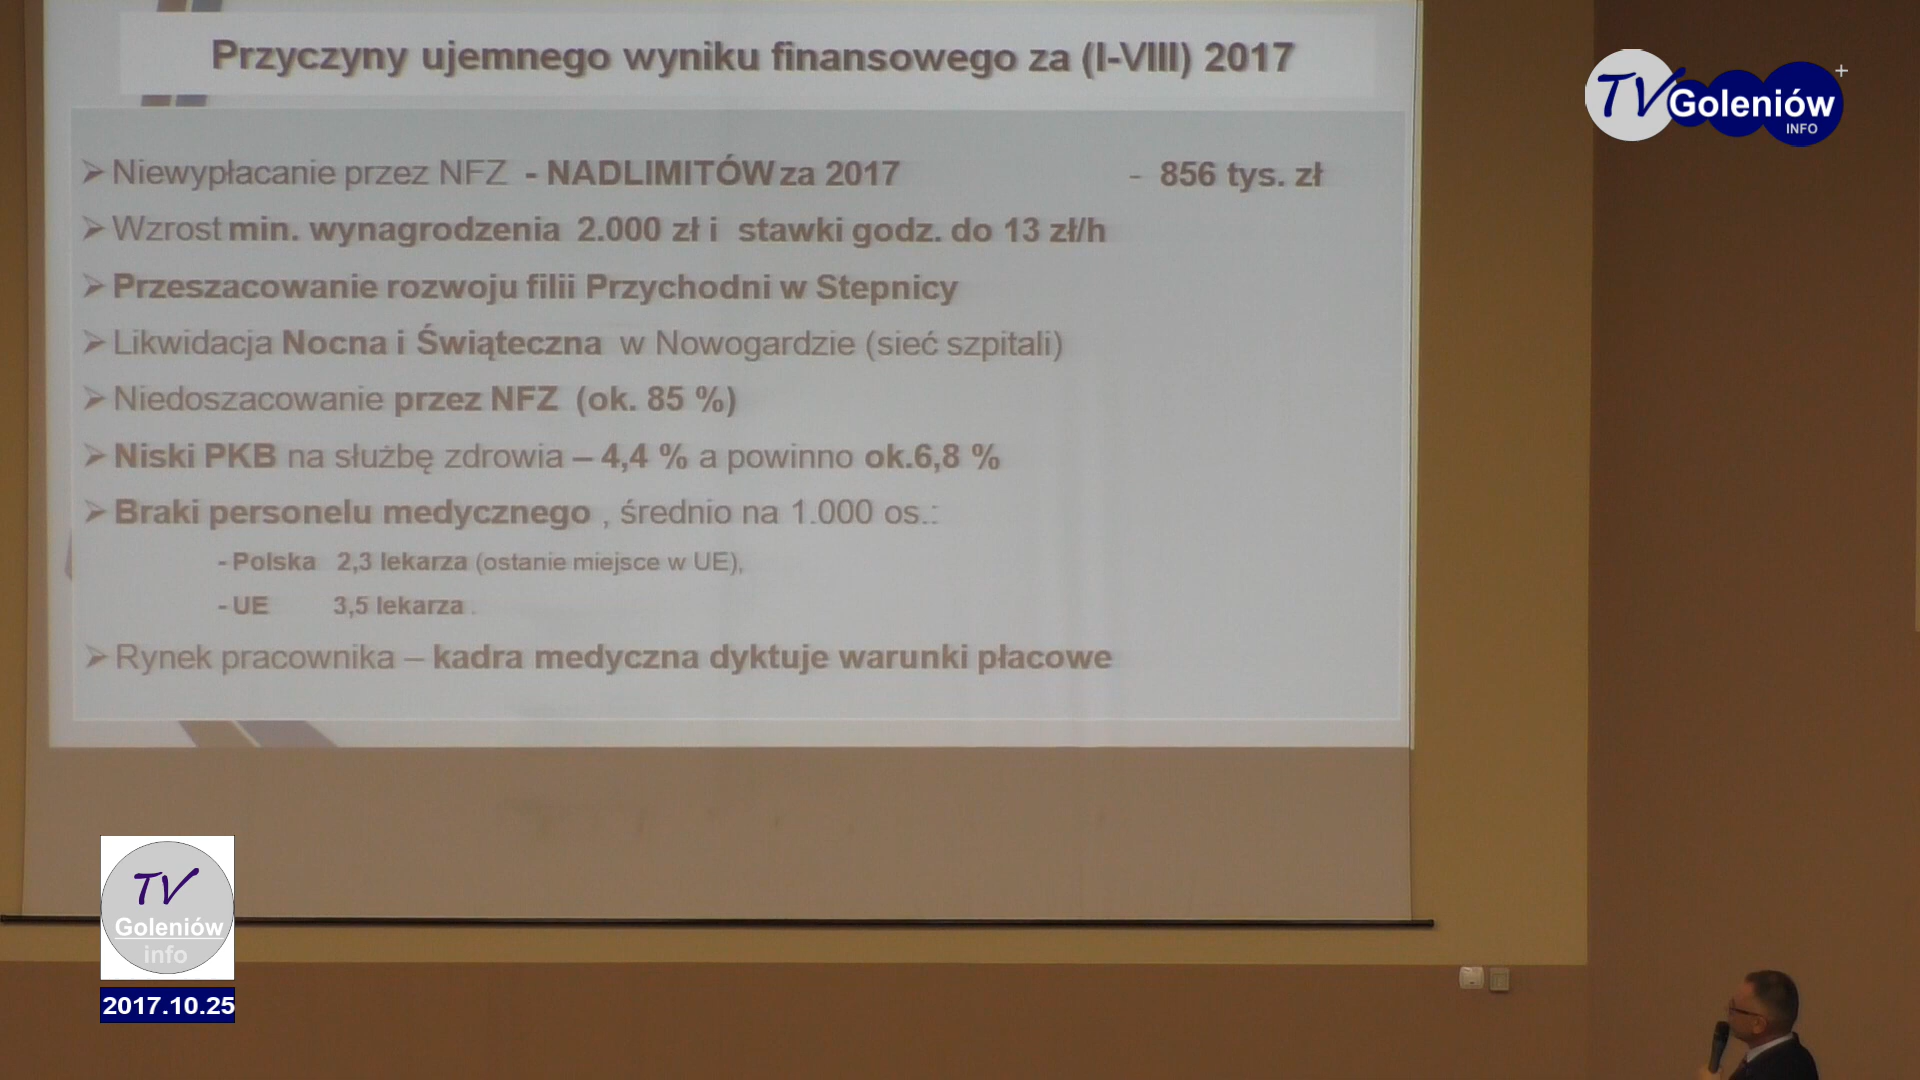 Przyczyny ujemnego wyniku finansowego za (I-VIII) 2017
➢ Niewypłacanie przez NFZ - NADLIMITÓW za 2017 - 856 tys. zł
➢ Wzrost min. wynagrodzenia 2.000 zł i stawki godz. do 13 zł/h
➢ Przeszacowanie rozwoju filii Przychodni w Stepnicy
➢ Likwidacja Nocna i Świąteczna w Nowogardzie (sieć szpitali)
➢ Niedoszacowanie przez NFZ (ok. 85 %)
➢ Niski PKB na służbę zdrowia – 4,4 % a powinno ok.6,8 %
➢ Braki personelu medycznego , średnio na 1.000 os.:
- Polska 2,3 lekarza (ostanie miejsce w UE),
- UE 3,5 lekarza .
➢ Rynek pracownika – kadra medyczna dyktuje warunki płacowe
TV Goleniów +
INFO
TV
Goleniów
info
2017.10.25